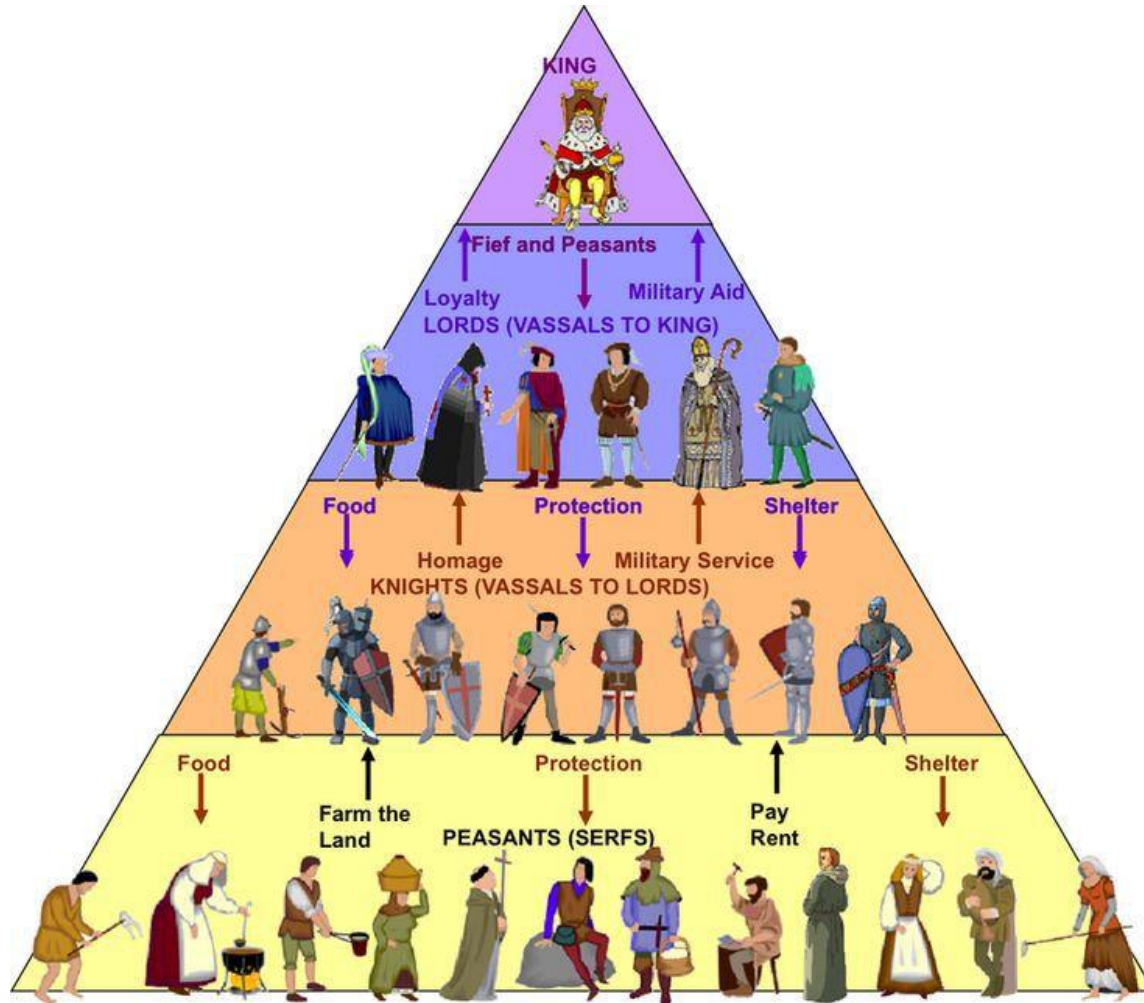 KING
Fief and Peasants
Loyalty
Military Aid
LORDS (VASSALS TO KING)
Food
Protection
Shelter
Homage
Military Service
KNIGHTS (VASSALS TO LORDS)
Food
Protection
Shelter
Farm the
Land
Pay
Rent
PEASANTS (SERFS)